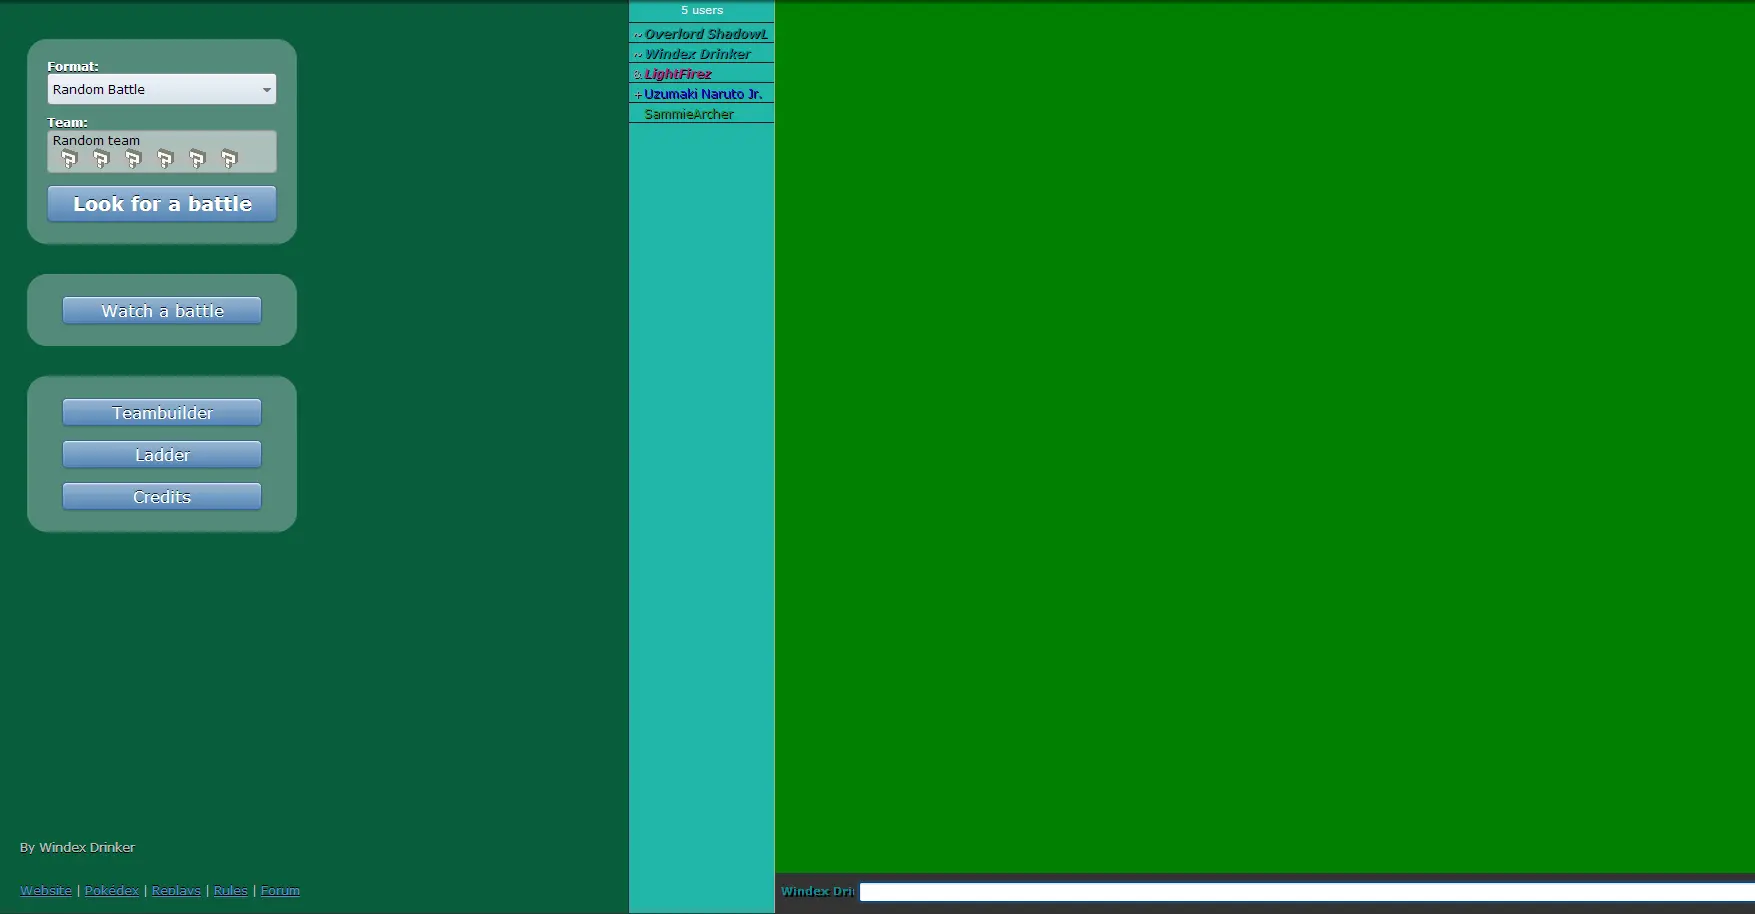 Format:
Random Battle
Team:
Random team
? ? ? ? ? ?
Look for a battle
Watch a battle
Teambuilder
Ladder
Credits
By Windex Drinker
Website | Pokédex | Replays | Rules | Forum
5 users
~Overlord ShadowL
~Windex Drinker
&LightFirez
+Uzumaki Naruto Jr.
SammieArcher
Windex Dri